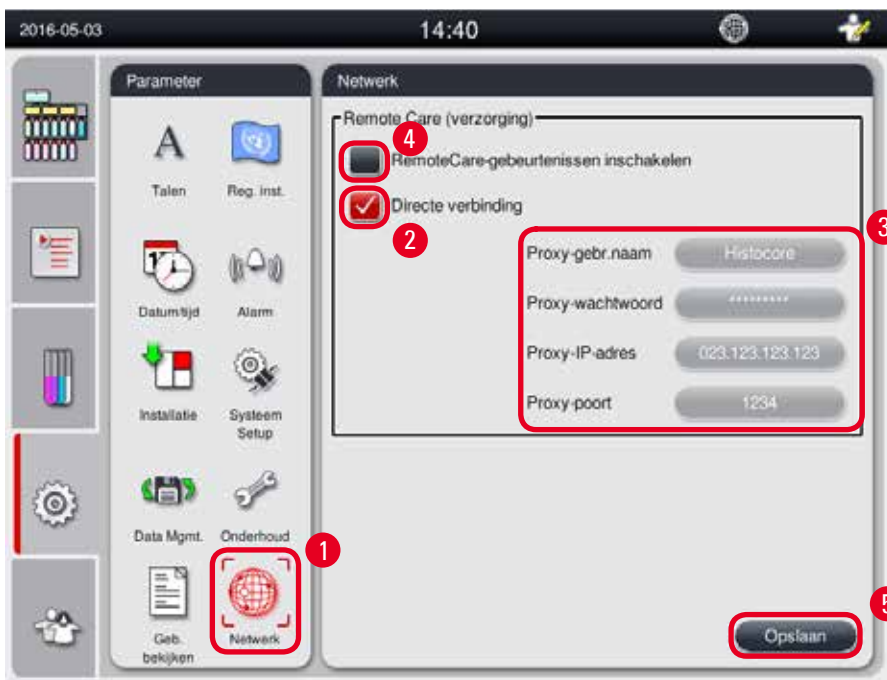 2016-05-03
14:40
Parameter
Talen
Reg. inst.
Datum/tijd
Alarm
Installatie
Systeem
Setup
Data Mgmt.
Onderhoud
1
Geb.
bekijken
Netwerk
Netwerk
Remote Care (verzorging)
4
RemoteCare-gebeurtenissen inschakelen
Directe verbinding
2
3
Proxy-gebr.naam
Histocore
Proxy-wachtwoord
*********
Proxy-IP-adres
023.123.123.123
Proxy-poort
1234
5
Opslaan